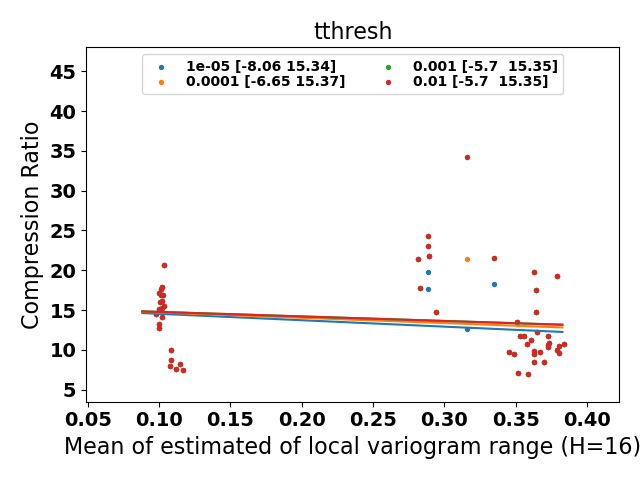 tthresh
1e-05 [-8.06 15.34]
0.0001 [-6.65 15.37]
0.001 [-5.7  15.35]
0.01 [-5.7  15.35]
Compression Ratio
45
40
35
30
25
20
15
10
5
0.05 0.10 0.15 0.20 0.25 0.30 0.35 0.40
Mean of estimated of local variogram range (H=16)